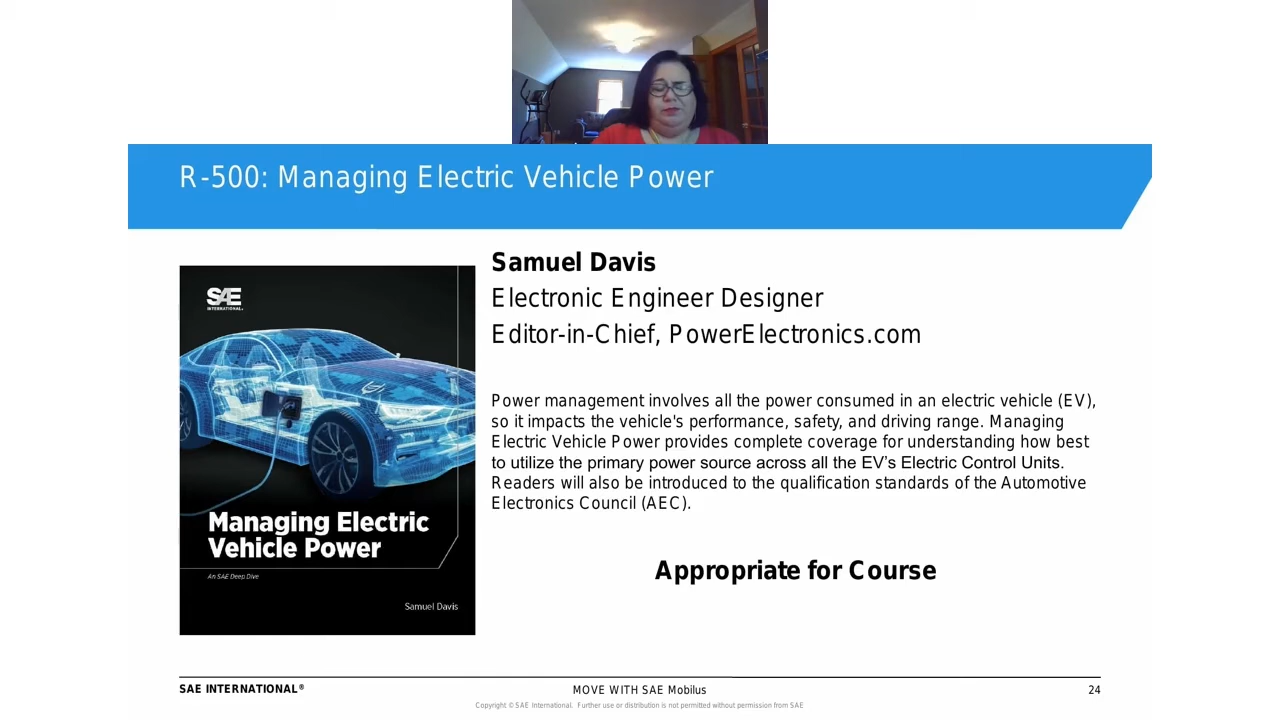 R-500: Managing Electric Vehicle Power
Samuel Davis
Electronic Engineer Designer
Editor-in-Chief, PowerElectronics.com
SAE
INTERNATIONAL®
Managing Electric
Vehicle Power
An SAE Deep Dive
Samuel Davis
Power management involves all the power consumed in an electric vehicle (EV),
so it impacts the vehicle's performance, safety, and driving range. Managing
Electric Vehicle Power provides complete coverage for understanding how best
to utilize the primary power source across all the EV’s Electric Control Units.
Readers will also be introduced to the qualification standards of the Automotive
Electronics Council (AEC).
Appropriate for Course
SAE INTERNATIONAL®
MOVE WITH SAE Mobilus
24
Copyright © SAE International. Further use or distribution is not permitted without permission from SAE